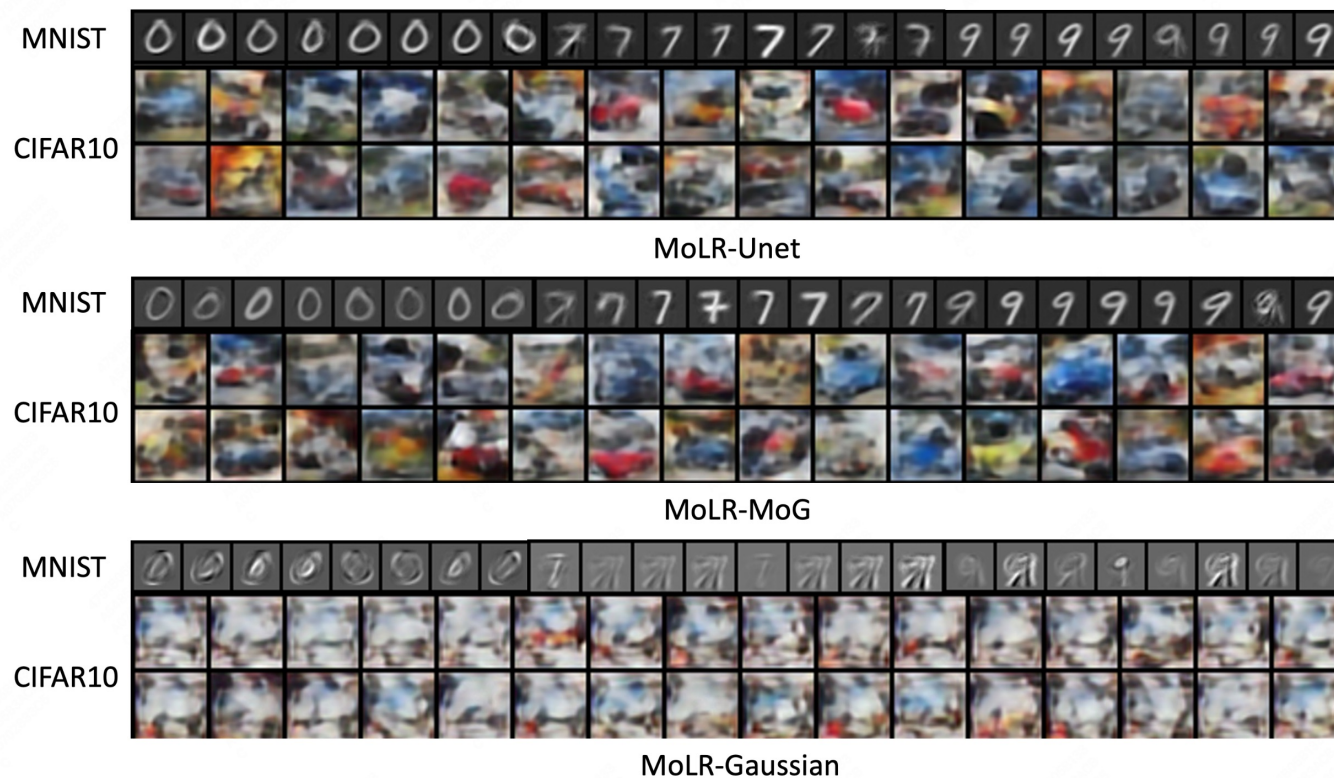 MNIST
CIFAR10
MoLR-Unet
MNIST
CIFAR10
MoLR-MoG
MNIST
CIFAR10
MoLR-Gaussian